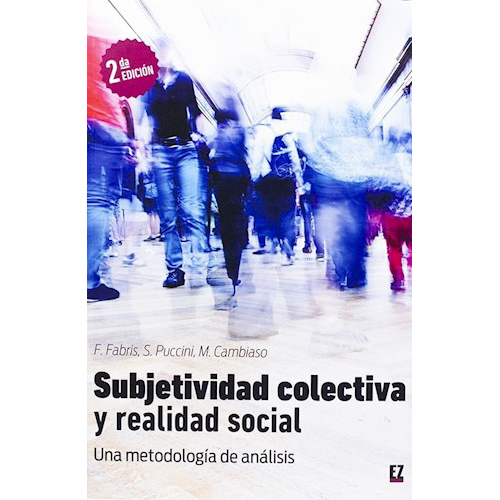 2da
EDICIÓN
F. Fabris, S. Puccini, M. Cambiaso
Subjetividad colectiva
y realidad social
Una metodología de análisis
EZ